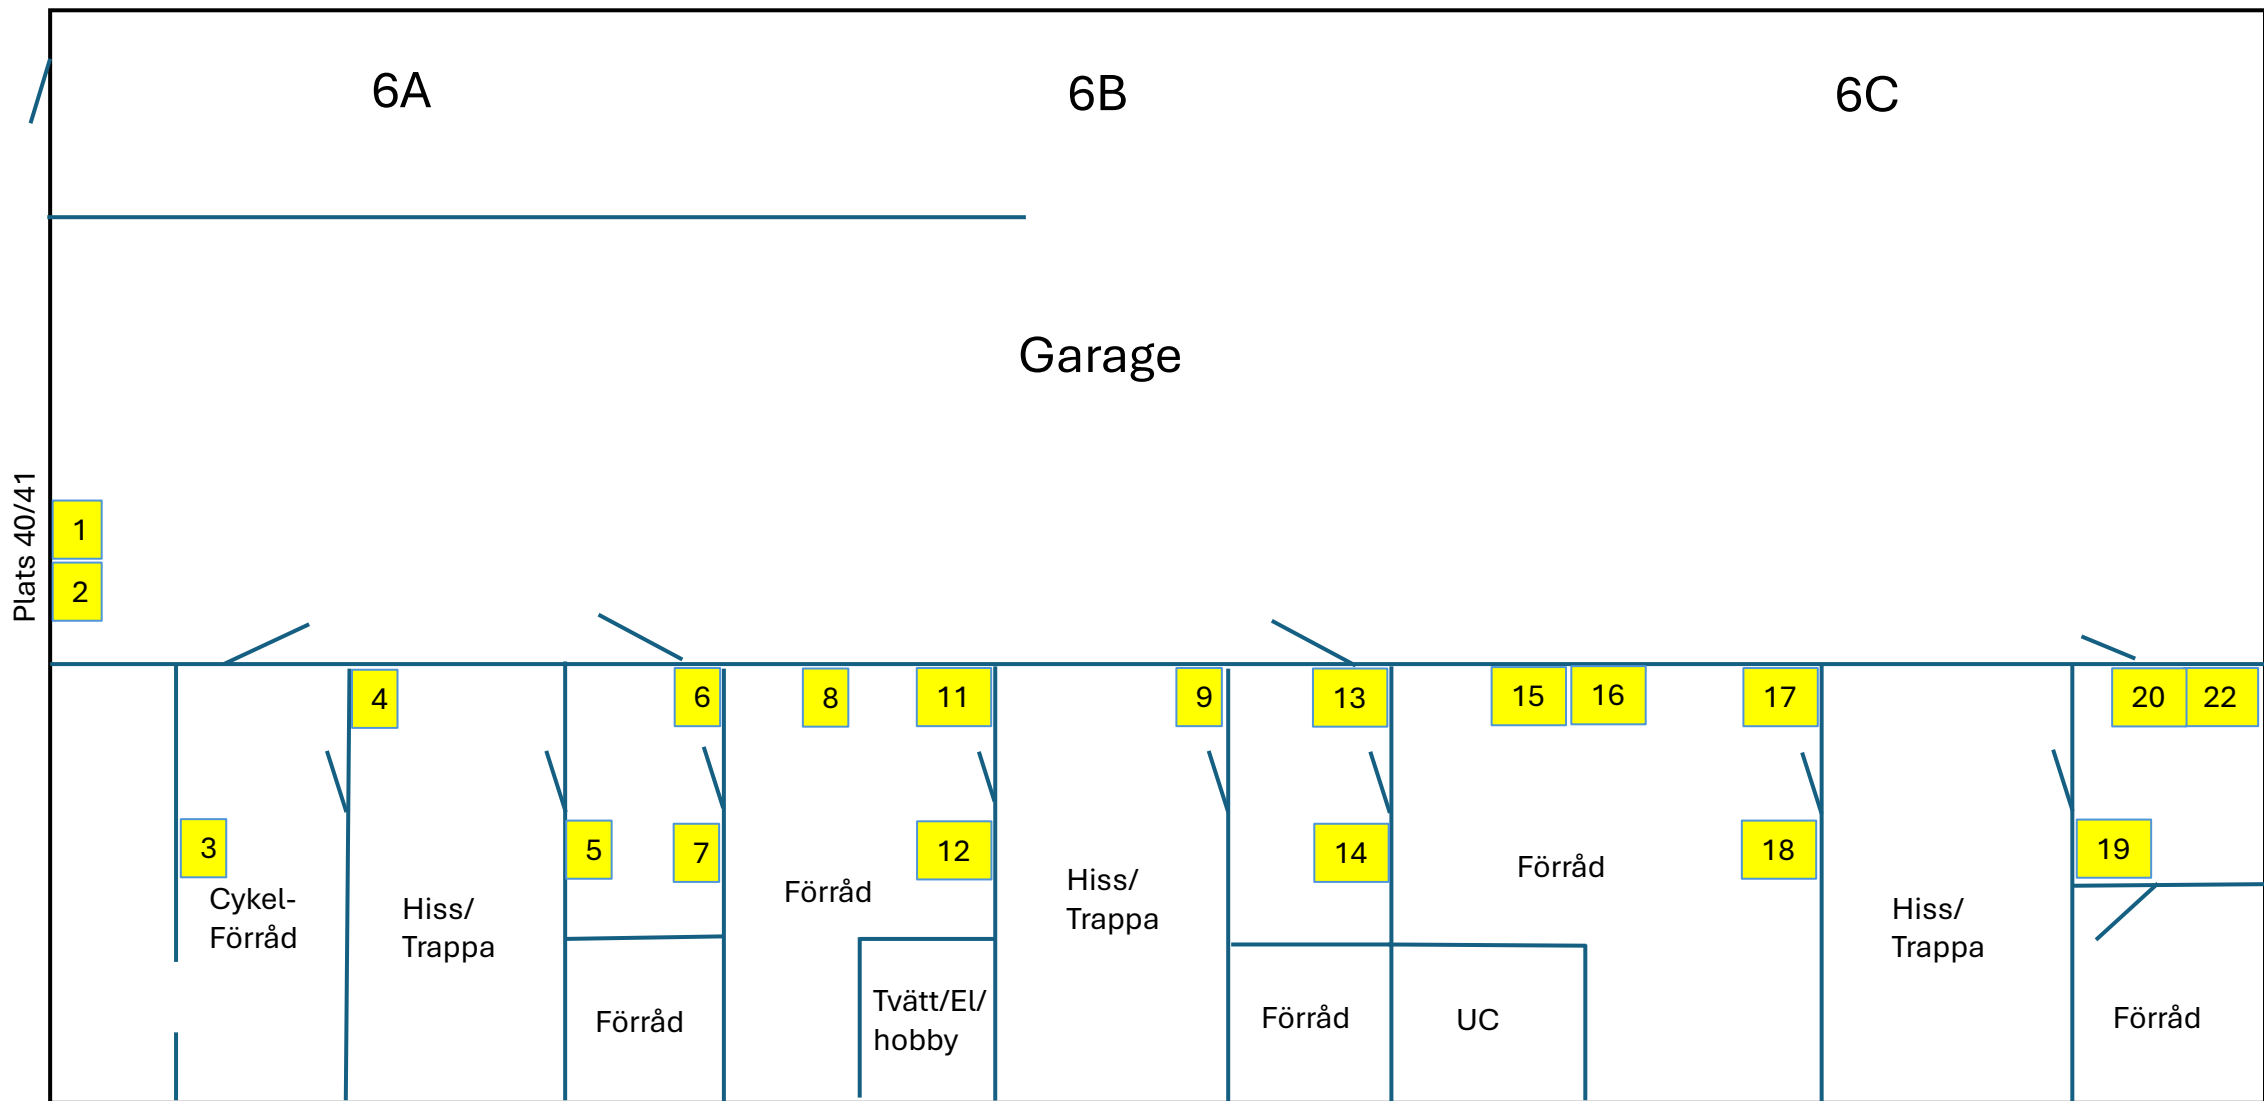 6A
6B
6C
Garage
Plats 40/41
1
2
4
6
8
11
9
13
15
16
17
20
22
3
5
7
12
14
18
19
Cykel-
Förråd
Hiss/
Trappa
Förråd
Förråd
Tvätt/El/
hobby
Hiss/
Trappa
Förråd
UC
Förråd
Hiss/
Trappa
Förråd